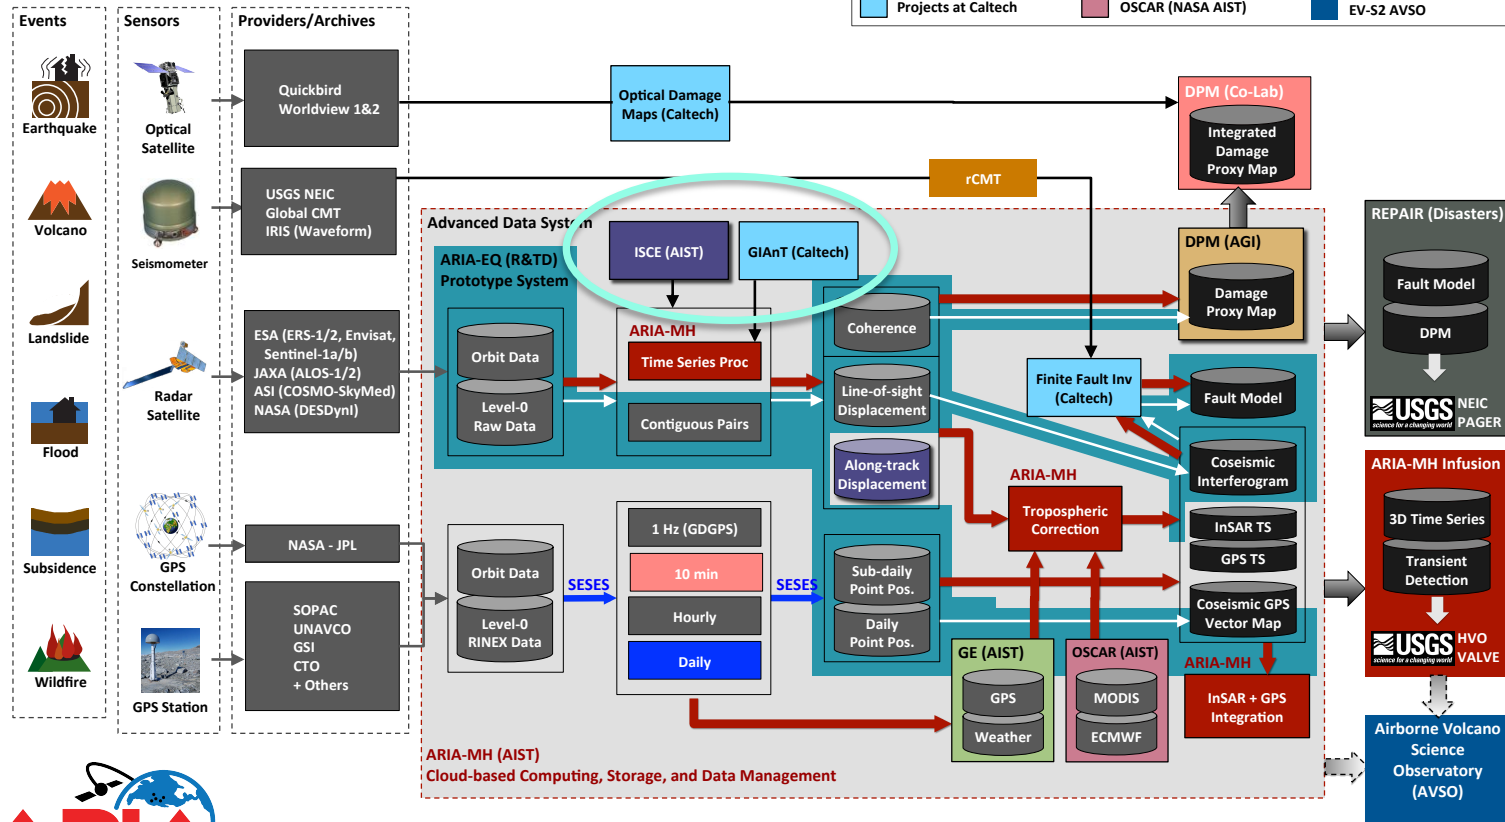 Projects at Caltech
OSCAR (NASA AIST)
EV-S2 AVSO
Events
Earthquake
Volcano
Landslide
Flood
Subsidence
Wildfire
Sensors
Optical
Satellite
Seismometer
Radar
Satellite
GPS
Constellation
GPS Station
Providers/Archives
Quickbird
Worldview 1&2
USGS NEIC
Global CMT
IRIS (Waveform)
ESA (ERS-1/2, Envisat,
Sentinel-1a/b)
JAXA (ALOS-1/2)
ASI (COSMO-SkyMed)
NASA (DESDynI)
NASA - JPL
SOPAC
UNAVCO
GSI
CTO
+ Others
Optical Damage
Maps (Caltech)
rCMT
DPM (Co-Lab)
Integrated
Damage
Proxy Map
Advanced Data System
ARIA-EQ (R&TD)
Prototype System
ISCE (AIST)
GIAnT (Caltech)
Orbit Data
Level-0
Raw Data
ARIA-MH
Time Series Proc
Contiguous Pairs
Coherence
Line-of-sight
Displacement
Along-track
Displacement
DPM (AGI)
Damage
Proxy Map
Finite Fault Inv
(Caltech)
Fault Model
Coseismic
Interferogram
InSAR TS
GPS TS
Coseismic GPS
Vector Map
ARIA-MH
Tropospheric
Correction
Orbit Data
Level-0
RINEX Data
SESES
1 Hz (GDGPS)
10 min
Hourly
Daily
SESES
Sub-daily
Point Pos.
Daily
Point Pos.
GE (AIST)
GPS
Weather
OSCAR (AIST)
MODIS
ECMWF
ARIA-MH
InSAR + GPS
Integration
ARIA-MH (AIST)
Cloud-based Computing, Storage, and Data Management
REPAIR (Disasters)
Fault Model
DPM
USGS
science for a changing world
NEIC
PAGER
ARIA-MH Infusion
3D Time Series
Transient
Detection
USGS
science for a changing world
HVO
VALVE
Airborne Volcano
Science
Observatory
(AVSO)
ARIA